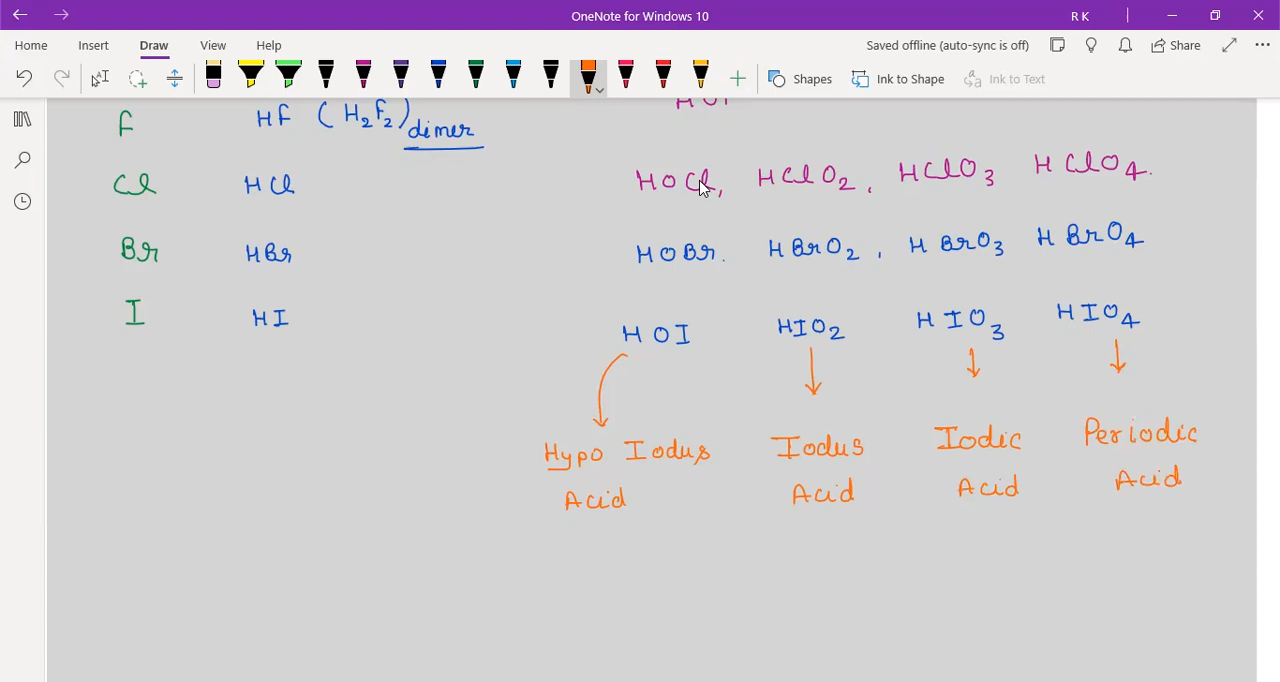 OneNote for Windows 10
R K
Home Insert Draw View Help
Saved offline (auto-sync is off)
Share
Shapes
Ink to Shape
Ink to Text
F HF (H2F2) dimer HOF
Cl HCl HOCl, HClO2, HClO3 HClO4.
Br HBr HOBr. HBrO2, HBrO3 HBrO4
I HI HOI HIO2 HIO3 HIO4
Hypo Iodus Iodus Iodic Periodic
Acid Acid Acid Acid